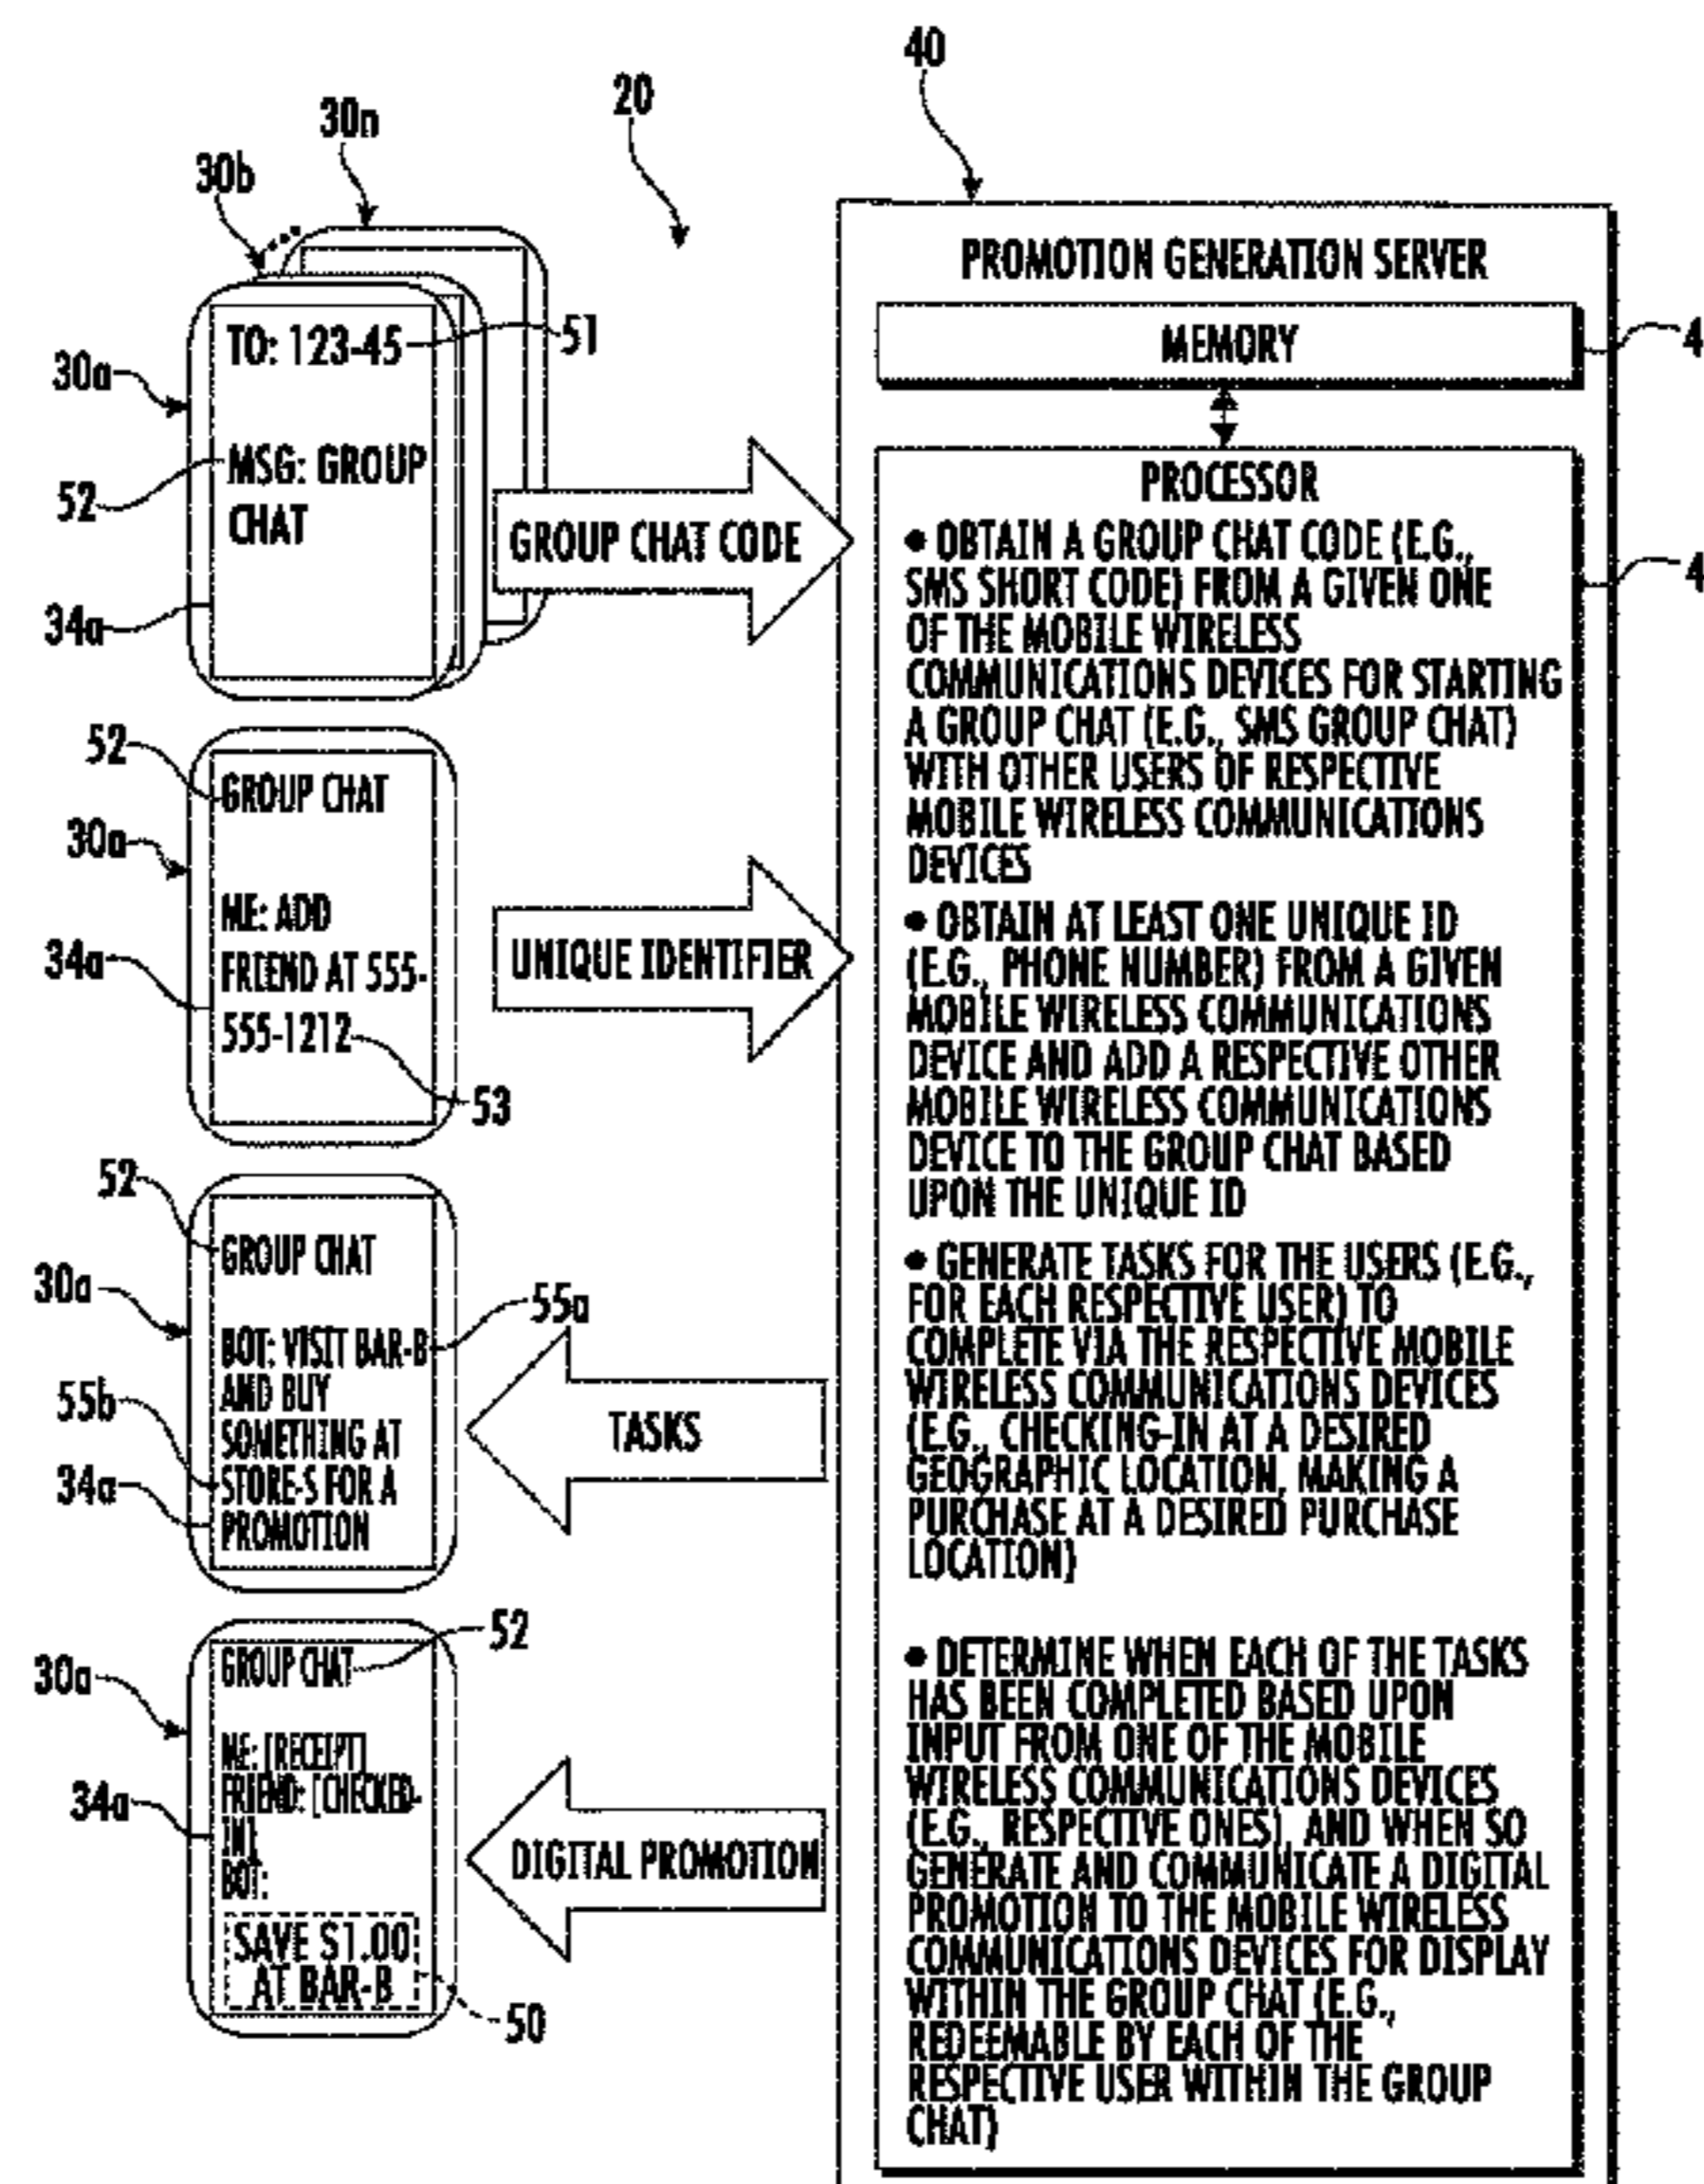 40
20
30n
30b
30a
TO: 123-45
51
52
MSG: GROUP
CHAT
34a
GROUP CHAT CODE
52
GROUP CHAT
30a
ME: ADD
FRIEND AT 555-
555-1212
34a
53
UNIQUE IDENTIFIER
52
GROUP CHAT
30a
BOT: VISIT BAR-B
AND BUY
SOMETHING AT
STORE-S FOR A
PROMOTION
55a
55b
34a
TASKS
52
GROUP CHAT
30a
ME: [RECEIPT]
FRIEND: [CHECKED-
IN]
BOT:
34a
SAVE $1.00
AT BAR-B
50
DIGITAL PROMOTION
PROMOTION GENERATION SERVER
MEMORY
4
PROCESSOR
4
• OBTAIN A GROUP CHAT CODE (E.G.,
SMS SHORT CODE) FROM A GIVEN ONE
OF THE MOBILE WIRELESS
COMMUNICATIONS DEVICES FOR STARTING
A GROUP CHAT (E.G., SMS GROUP CHAT)
WITH OTHER USERS OF RESPECTIVE
MOBILE WIRELESS COMMUNICATIONS
DEVICES
• OBTAIN AT LEAST ONE UNIQUE ID
(E.G., PHONE NUMBER) FROM A GIVEN
MOBILE WIRELESS COMMUNICATIONS
DEVICE AND ADD A RESPECTIVE OTHER
MOBILE WIRELESS COMMUNICATIONS
DEVICE TO THE GROUP CHAT BASED
UPON THE UNIQUE ID
• GENERATE TASKS FOR THE USERS (E.G.,
FOR EACH RESPECTIVE USER) TO
COMPLETE VIA THE RESPECTIVE MOBILE
WIRELESS COMMUNICATIONS DEVICES
(E.G., CHECKING-IN AT A DESIRED
GEOGRAPHIC LOCATION, MAKING A
PURCHASE AT A DESIRED PURCHASE
LOCATION)
• DETERMINE WHEN EACH OF THE TASKS
HAS BEEN COMPLETED BASED UPON
INPUT FROM ONE OF THE MOBILE
WIRELESS COMMUNICATIONS DEVICES
(E.G., RESPECTIVE ONES), AND WHEN SO
GENERATE AND COMMUNICATE A DIGITAL
PROMOTION TO THE MOBILE WIRELESS
COMMUNICATIONS DEVICES FOR DISPLAY
WITHIN THE GROUP CHAT (E.G.,
REDEEMABLE BY EACH OF THE
RESPECTIVE USER WITHIN THE GROUP
CHAT)